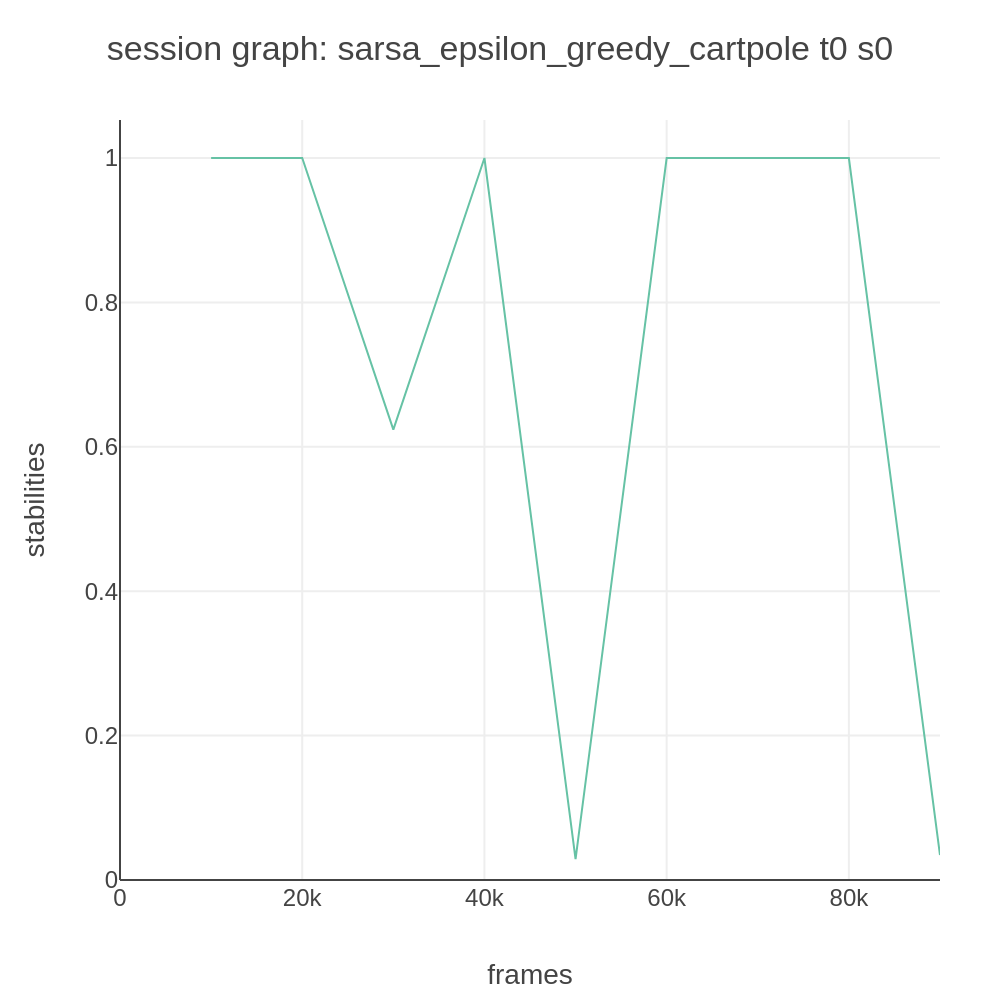 session graph: sarsa_epsilon_greedy_cartpole t0 s0
1
0.8
0.6
0.4
0.2
0
stabilities
0
20k
40k
60k
80k
frames